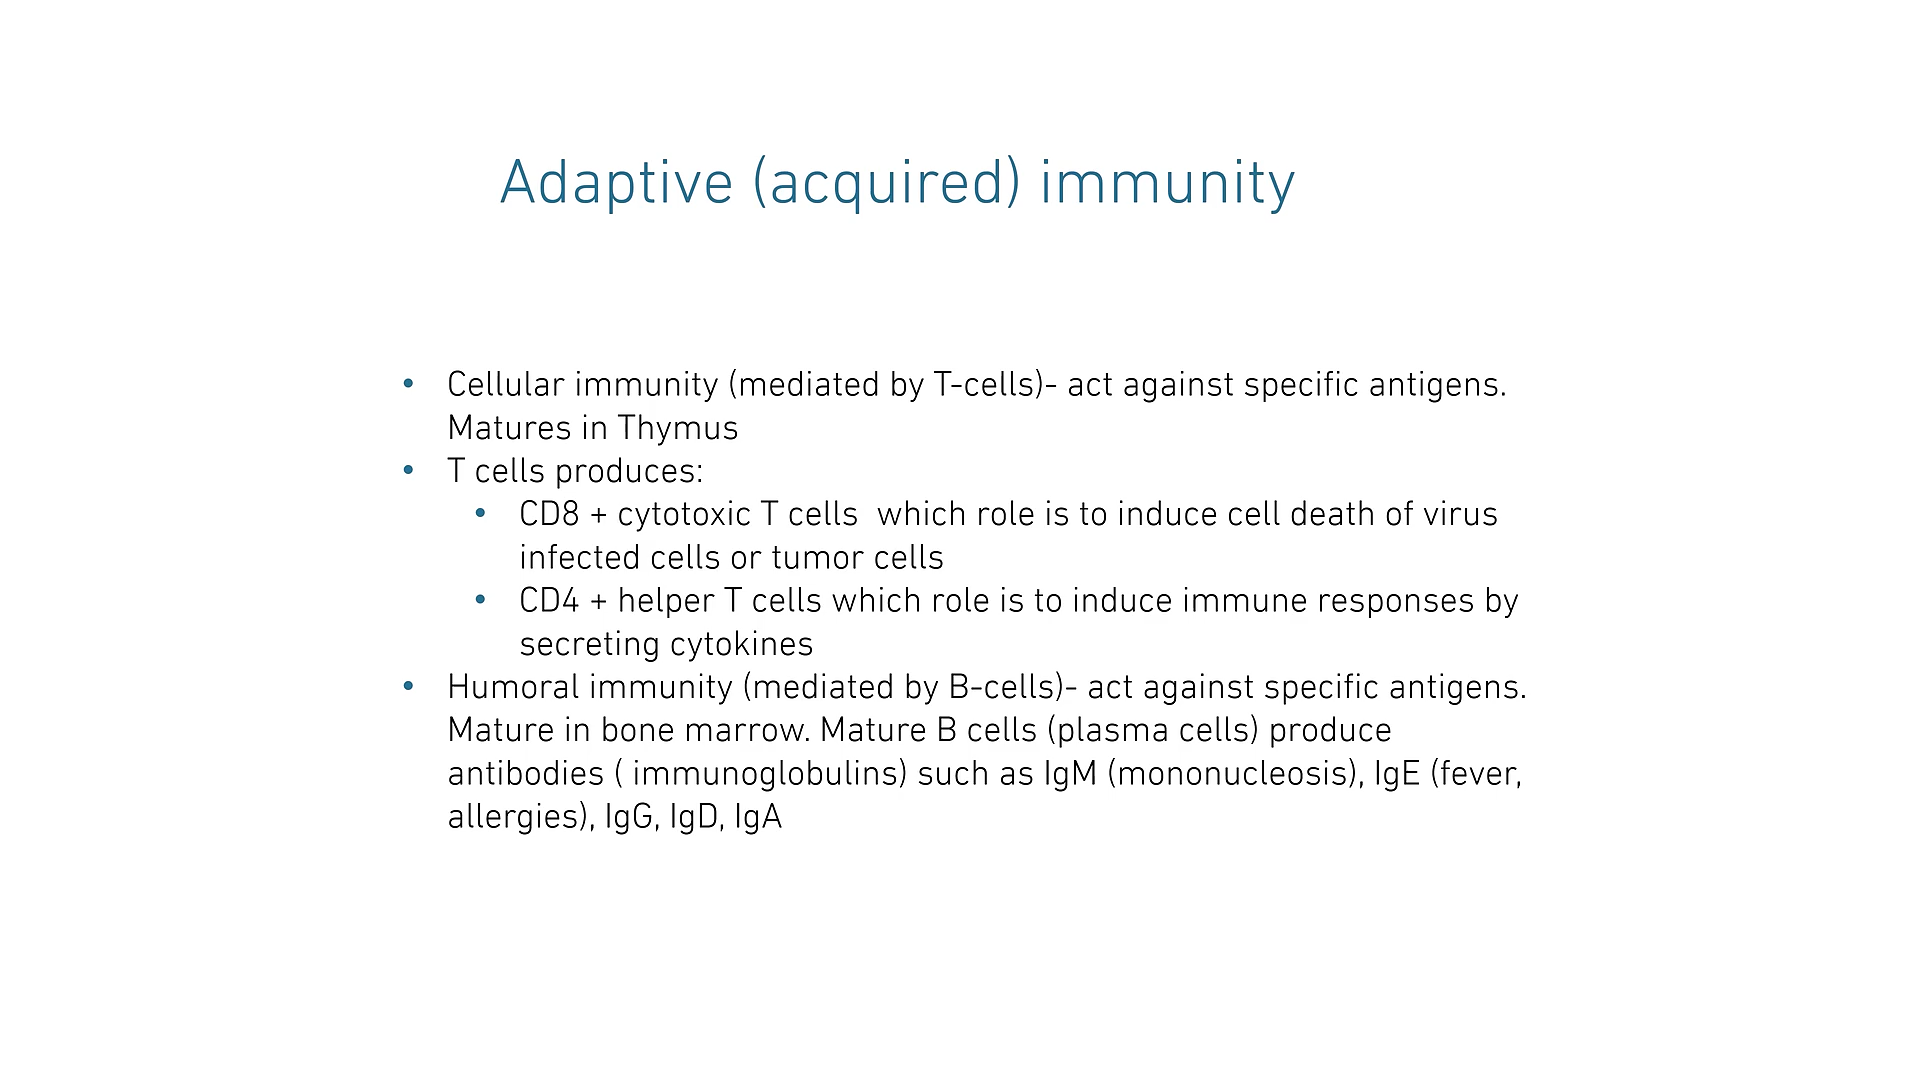 Adaptive (acquired) immunity
• Cellular immunity (mediated by T-cells)- act against specific antigens.
Matures in Thymus
• T cells produces:
• CD8 + cytotoxic T cells  which role is to induce cell death of virus
infected cells or tumor cells
• CD4 + helper T cells which role is to induce immune responses by
secreting cytokines
• Humoral immunity (mediated by B-cells)- act against specific antigens.
Mature in bone marrow. Mature B cells (plasma cells) produce
antibodies ( immunoglobulins) such as IgM (mononucleosis), IgE (fever,
allergies), IgG, IgD, IgA